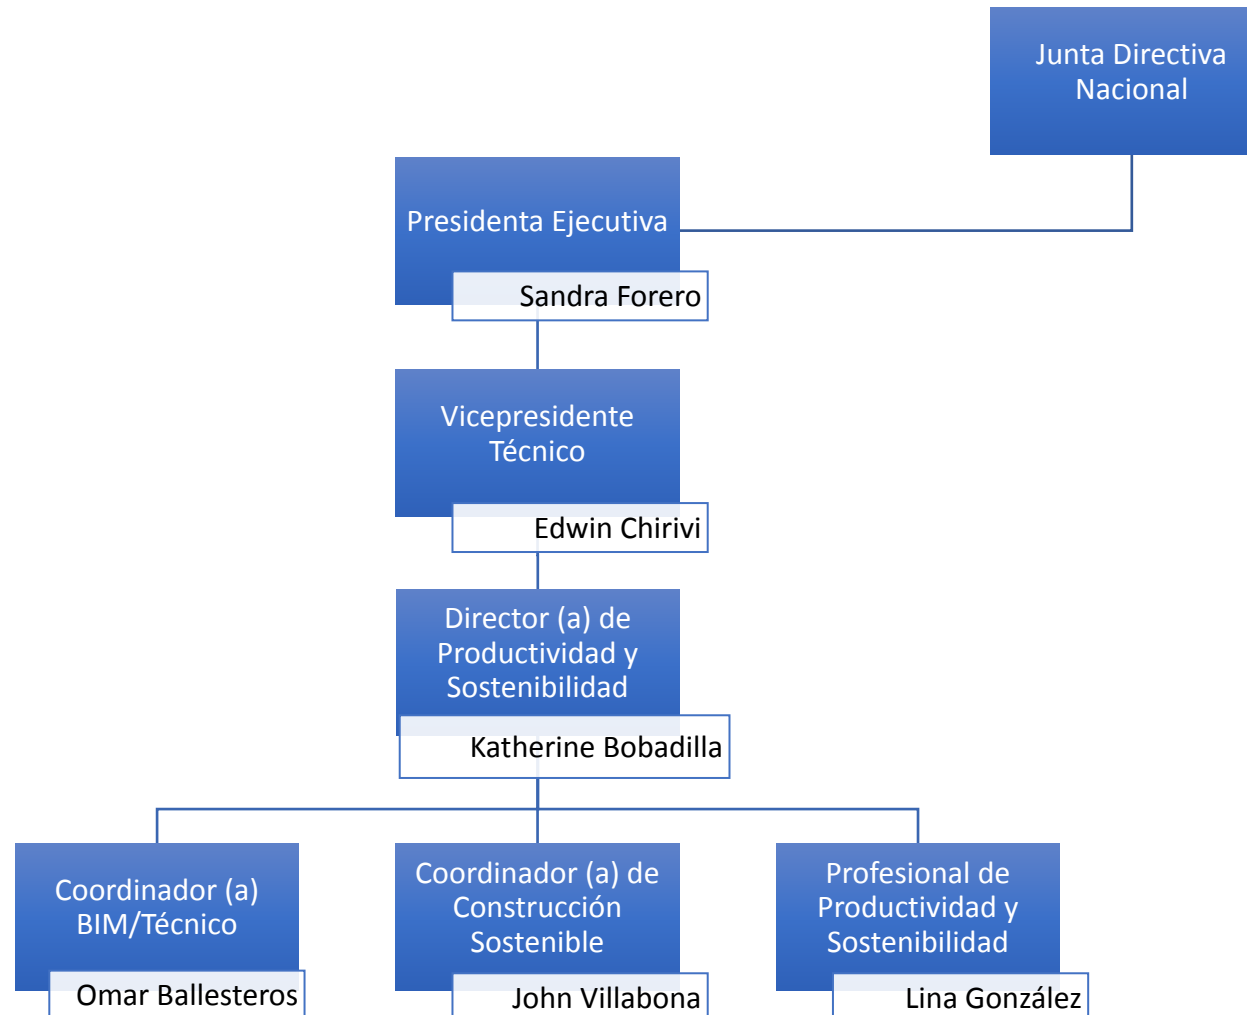 Junta Directiva
Nacional
Presidenta Ejecutiva
Sandra Forero
Vicepresidente
Técnico
Edwin Chirivi
Director (a) de
Productividad y
Sostenibilidad
Katherine Bobadilla
Coordinador (a)
BIM/Técnico
Omar Ballesteros
Coordinador (a) de
Construcción
Sostenible
John Villabona
Profesional de
Productividad y
Sostenibilidad
Lina González